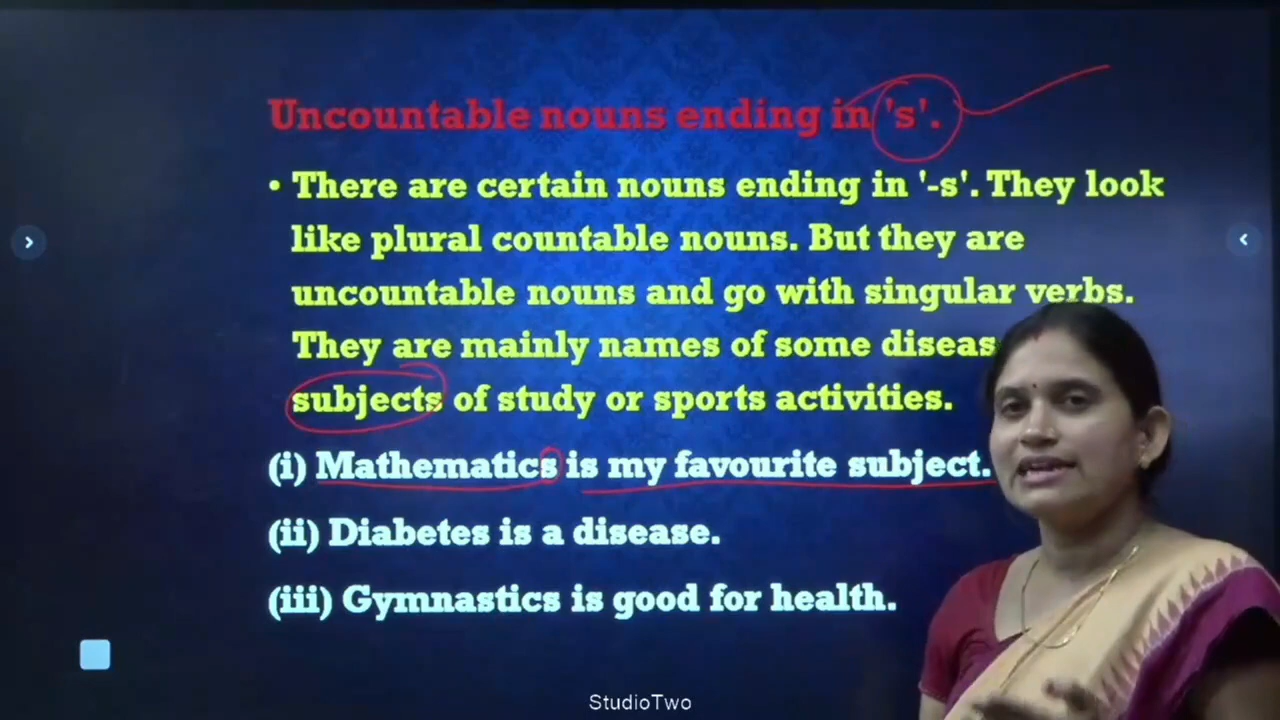 Uncountable nouns ending in 's'.
• There are certain nouns ending in '-s'. They look
like plural countable nouns. But they are
uncountable nouns and go with singular verbs.
They are mainly names of some diseas
subjects of study or sports activities.
(i) Mathematics is my favourite subject.
(ii) Diabetes is a disease.
(iii) Gymnastics is good for health.
StudioTwo